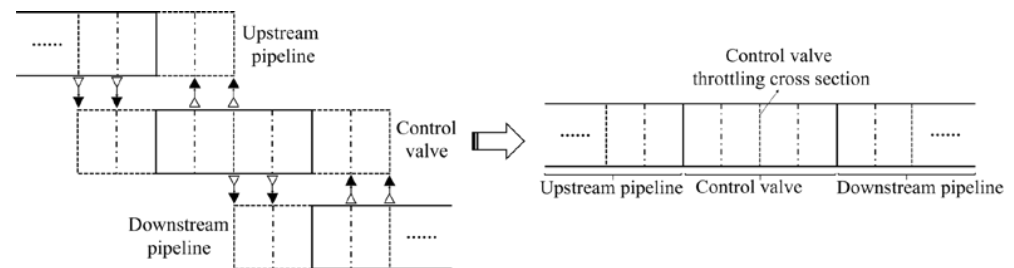 ......
Upstream
pipeline
Control
valve
Downstream
pipeline
......
Control valve
throttling cross section
......
......
Upstream pipeline
Control valve
Downstream pipeline